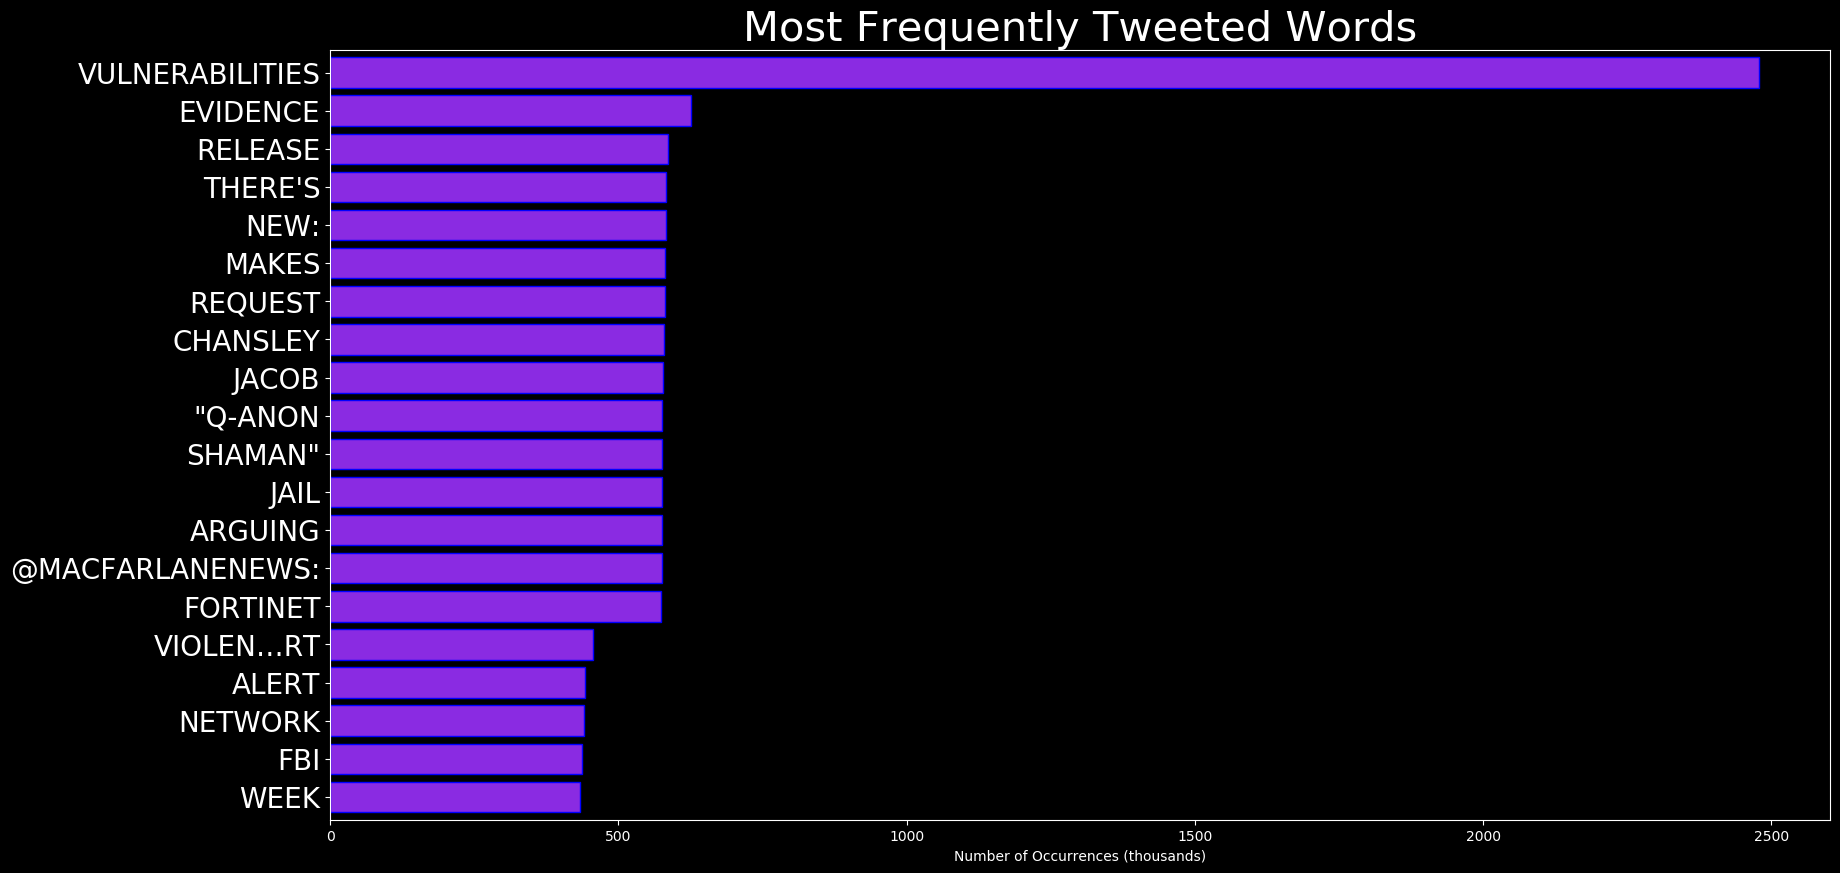 Most Frequently Tweeted Words
VULNERABILITIES
EVIDENCE
RELEASE
THERE'S
NEW:
MAKES
REQUEST
CHANSLEY
JACOB
"Q-ANON
SHAMAN"
JAIL
ARGUING
@MACFARLANENEWS:
FORTINET
VIOLEN…RT
ALERT
NETWORK
FBI
WEEK
0 500 1000 1500 2000 2500
Number of Occurrences (thousands)